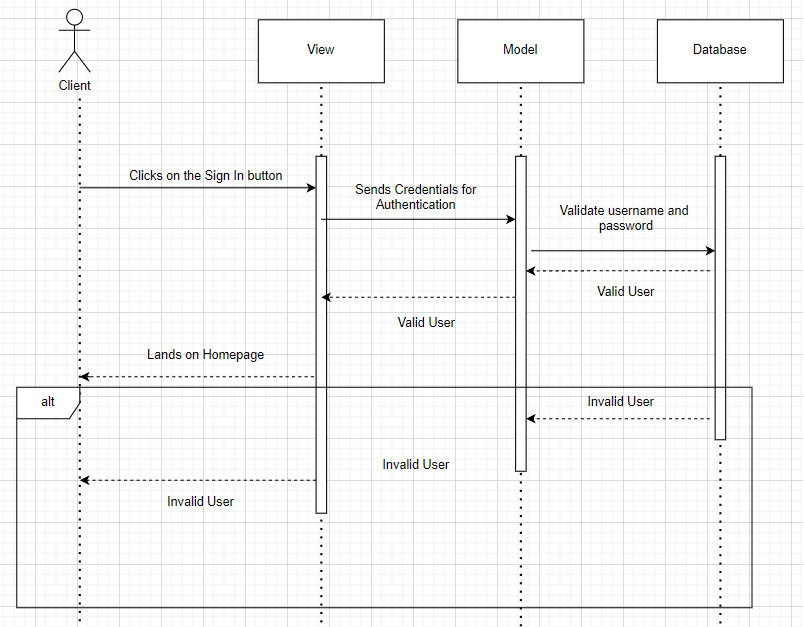 Client
View
Model
Database
Clicks on the Sign In button
Sends Credentials for
Authentication
Validate username and
password
Valid User
Valid User
Lands on Homepage
alt
Invalid User
Invalid User
Invalid User